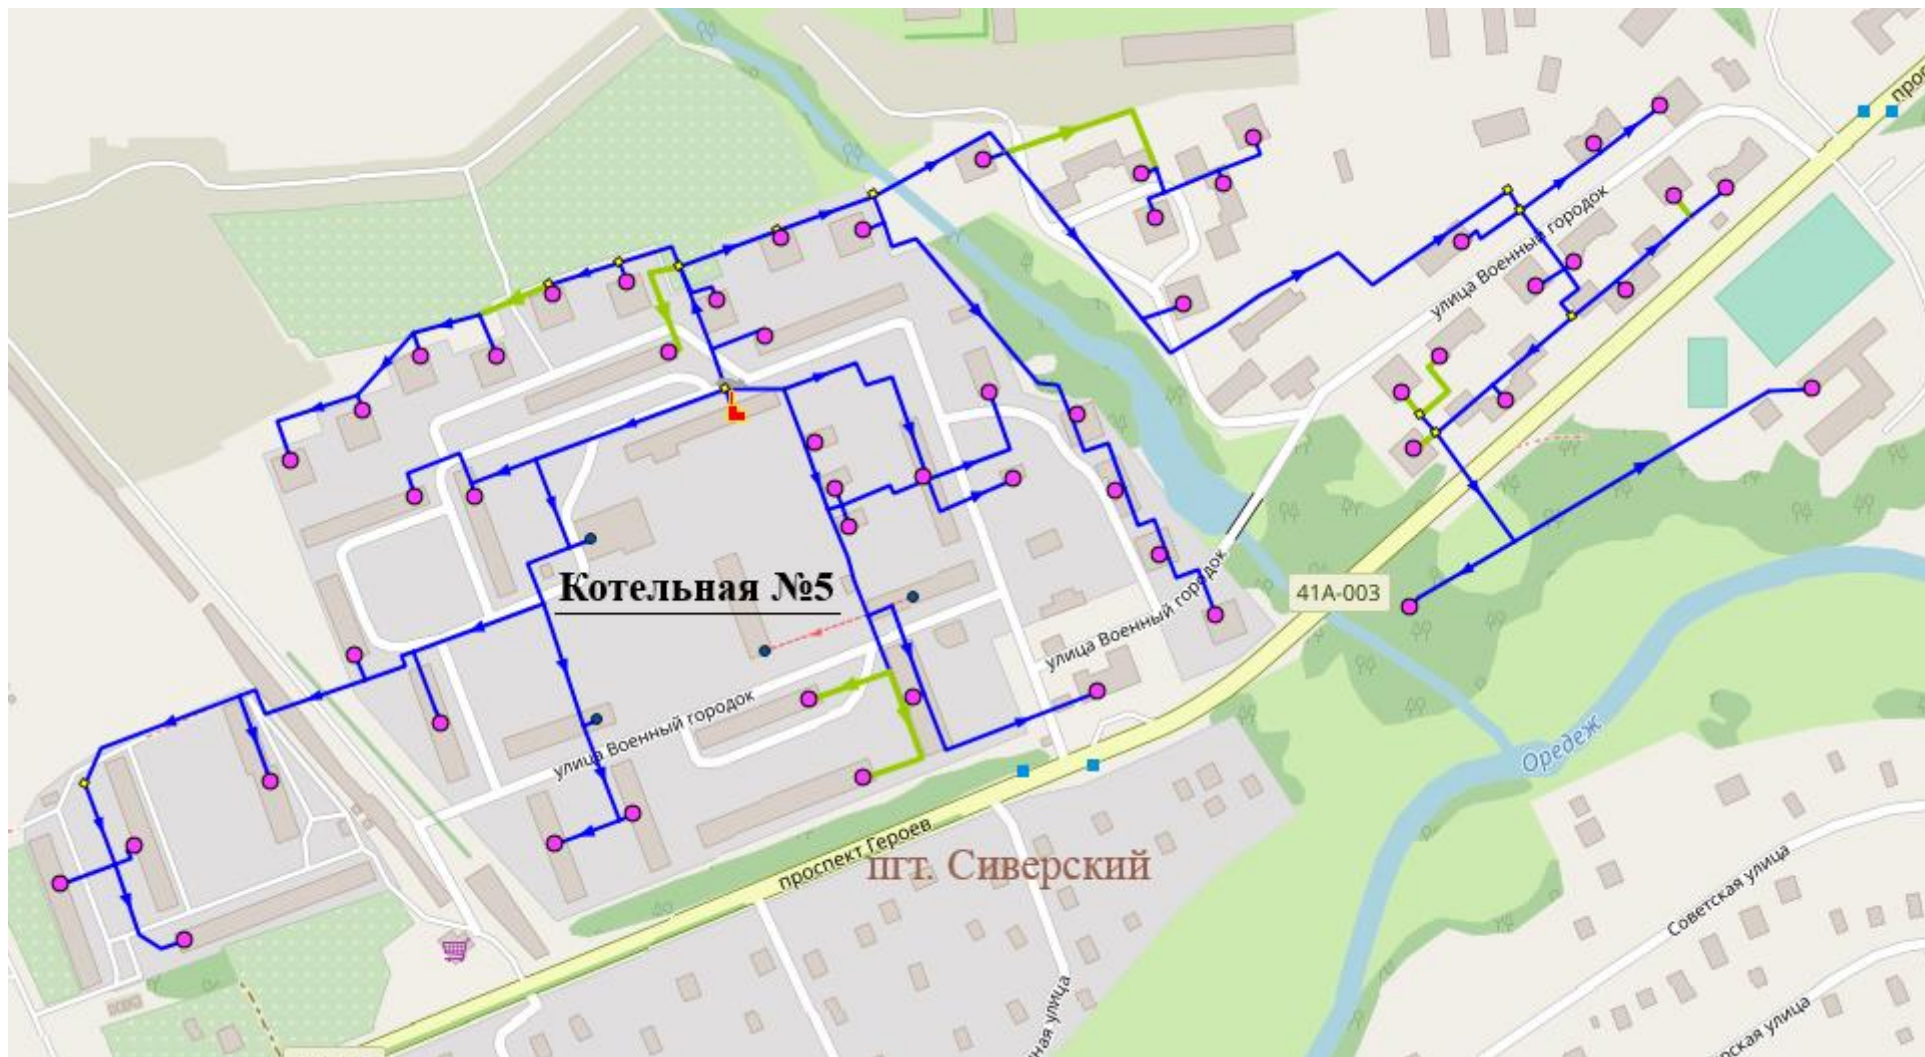 улица Военный городок
Котельная №5
41А-003
улица Военный городок
улица Военный городок
Оредеж
проспект Героев
пгт. Сиверский
Советская улица